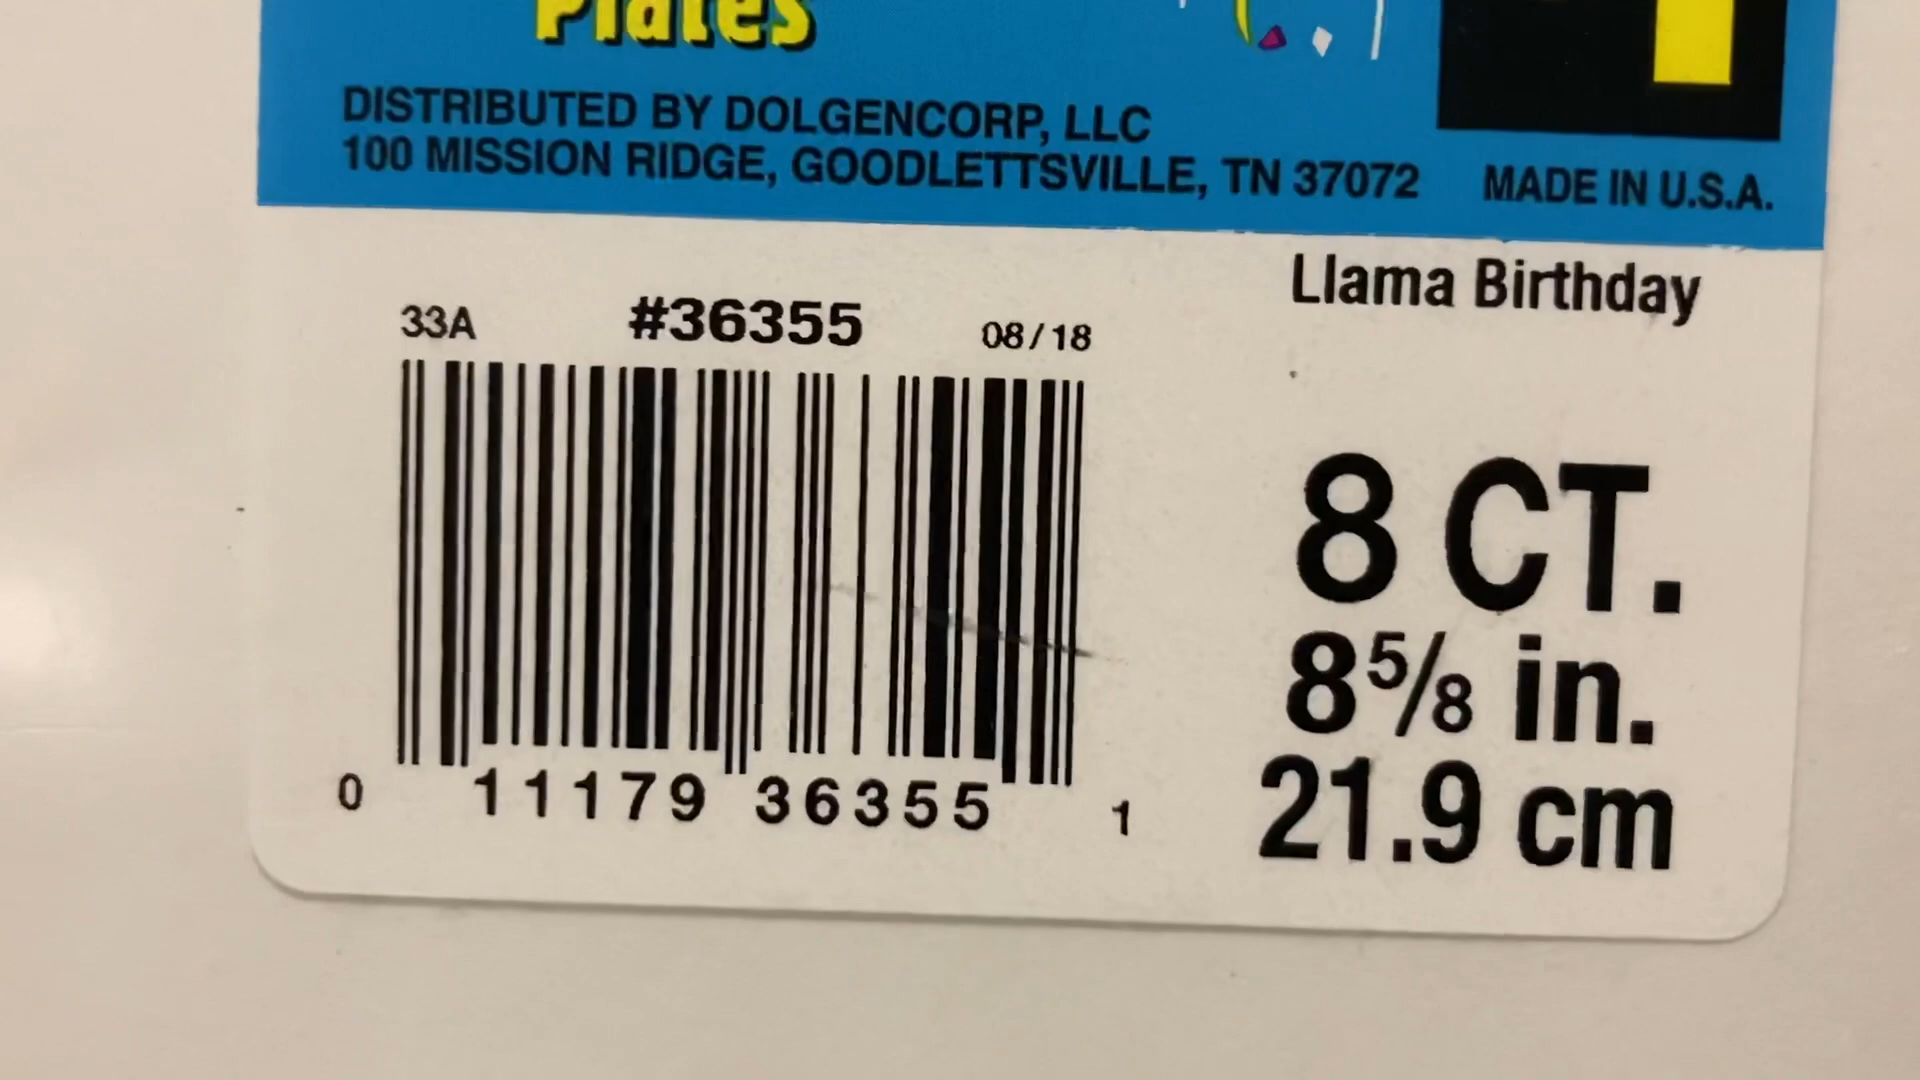 Plates
DISTRIBUTED BY DOLGENCORP, LLC
100 MISSION RIDGE, GOODLETTSVILLE, TN 37072
MADE IN U.S.A.
Llama Birthday
33A #36355 08/18
8 CT.
8⅝ in.
21.9 cm
0 11179 36355 1